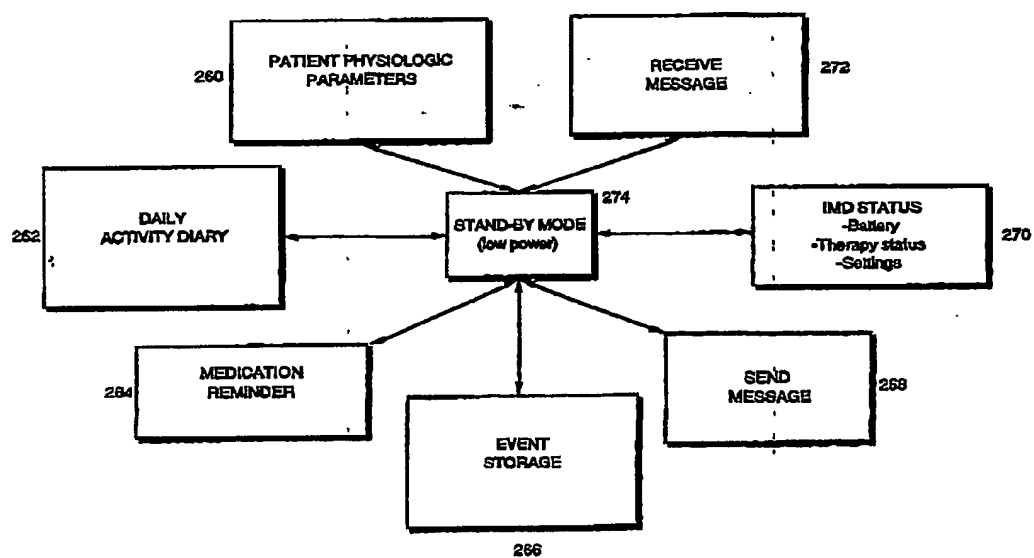 260
PATIENT PHYSIOLOGIC
PARAMETERS
RECEIVE
MESSAGE
272
262
DAILY
ACTIVITY DIARY
274
STAND-BY MODE
(low power)
IMD STATUS
-Battery
-Therapy status
-Settings
270
264
MEDICATION
REMINDER
EVENT
STORAGE
266
SEND
MESSAGE
268